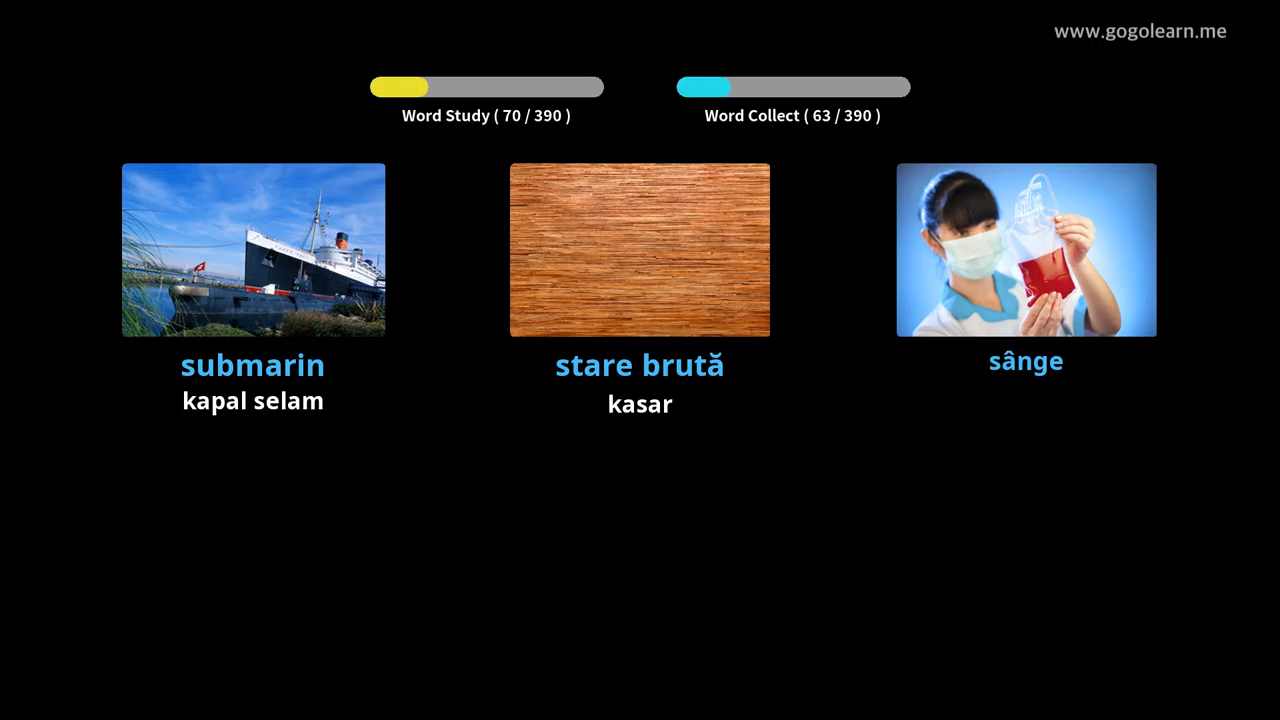 www.gogolearn.me
Word Study ( 70 / 390 )
Word Collect ( 63 / 390 )
submarin
kapal selam
stare brută
kasar
sânge